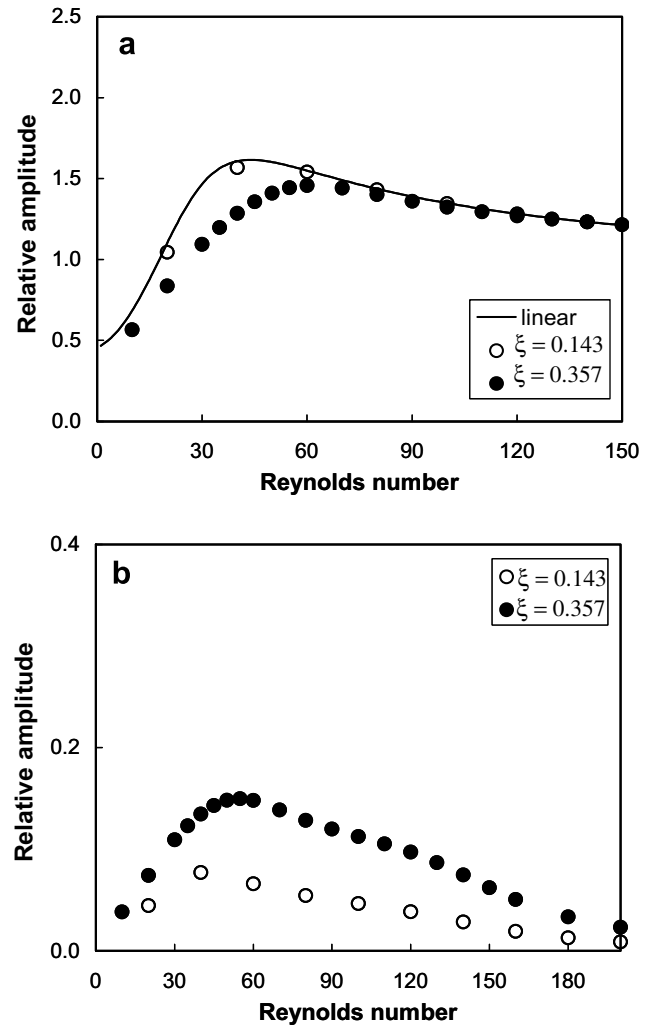 a
2.5
2.0
1.5
1.0
0.5
0.0
Relative amplitude
linear
ξ = 0.143
ξ = 0.357
0 30 60 90 120 150
Reynolds number
b
0.4
0.2
0.0
Relative amplitude
ξ = 0.143
ξ = 0.357
0 30 60 90 120 150 180
Reynolds number